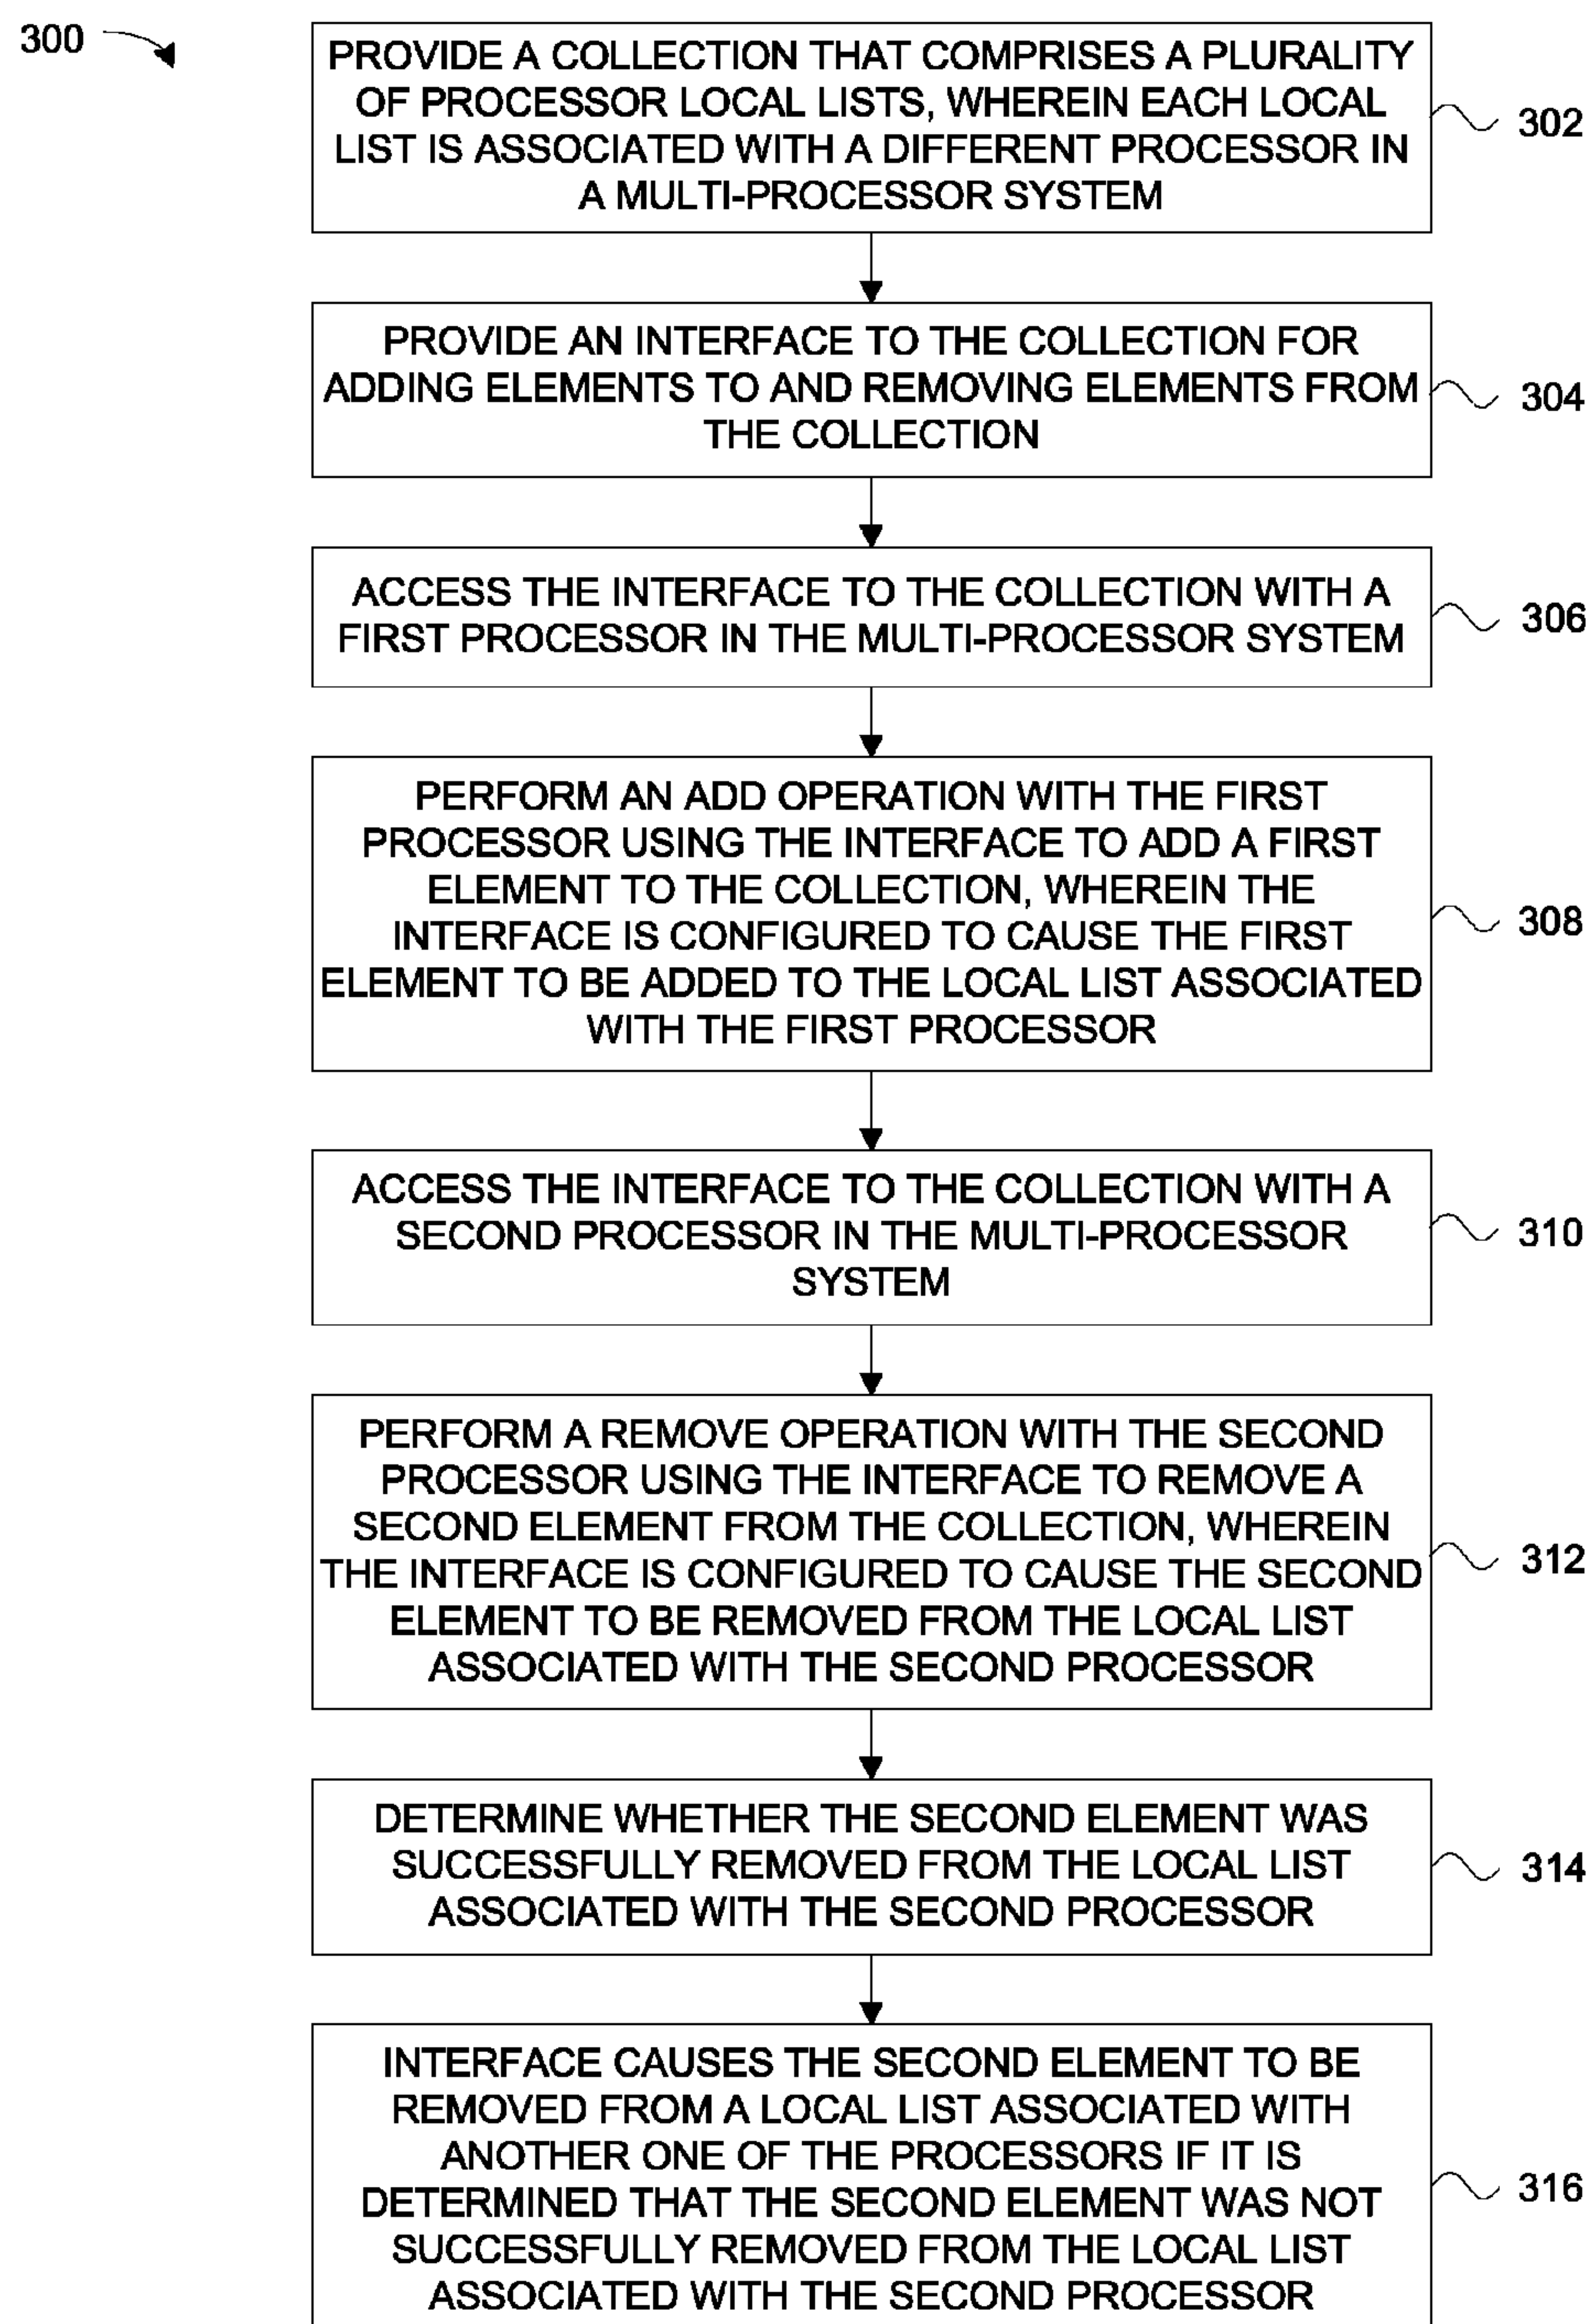 300
PROVIDE A COLLECTION THAT COMPRISES A PLURALITY
OF PROCESSOR LOCAL LISTS, WHEREIN EACH LOCAL
LIST IS ASSOCIATED WITH A DIFFERENT PROCESSOR IN
A MULTI-PROCESSOR SYSTEM
302
PROVIDE AN INTERFACE TO THE COLLECTION FOR
ADDING ELEMENTS TO AND REMOVING ELEMENTS FROM
THE COLLECTION
304
ACCESS THE INTERFACE TO THE COLLECTION WITH A
FIRST PROCESSOR IN THE MULTI-PROCESSOR SYSTEM
306
PERFORM AN ADD OPERATION WITH THE FIRST
PROCESSOR USING THE INTERFACE TO ADD A FIRST
ELEMENT TO THE COLLECTION, WHEREIN THE
INTERFACE IS CONFIGURED TO CAUSE THE FIRST
ELEMENT TO BE ADDED TO THE LOCAL LIST ASSOCIATED
WITH THE FIRST PROCESSOR
308
ACCESS THE INTERFACE TO THE COLLECTION WITH A
SECOND PROCESSOR IN THE MULTI-PROCESSOR
SYSTEM
310
PERFORM A REMOVE OPERATION WITH THE SECOND
PROCESSOR USING THE INTERFACE TO REMOVE A
SECOND ELEMENT FROM THE COLLECTION, WHEREIN
THE INTERFACE IS CONFIGURED TO CAUSE THE SECOND
ELEMENT TO BE REMOVED FROM THE LOCAL LIST
ASSOCIATED WITH THE SECOND PROCESSOR
312
DETERMINE WHETHER THE SECOND ELEMENT WAS
SUCCESSFULLY REMOVED FROM THE LOCAL LIST
ASSOCIATED WITH THE SECOND PROCESSOR
314
INTERFACE CAUSES THE SECOND ELEMENT TO BE
REMOVED FROM A LOCAL LIST ASSOCIATED WITH
ANOTHER ONE OF THE PROCESSORS IF IT IS
DETERMINED THAT THE SECOND ELEMENT WAS NOT
SUCCESSFULLY REMOVED FROM THE LOCAL LIST
ASSOCIATED WITH THE SECOND PROCESSOR
316